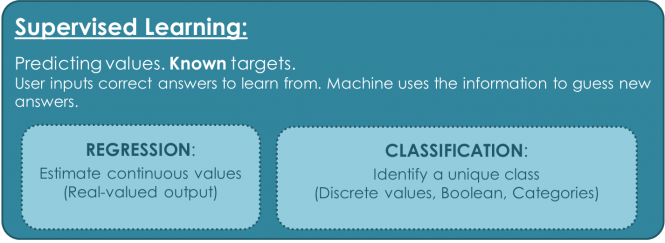 Supervised Learning:
Predicting values. Known targets.
User inputs correct answers to learn from. Machine uses the information to guess new
answers.
REGRESSION:
Estimate continuous values
(Real-valued output)
CLASSIFICATION:
Identify a unique class
(Discrete values, Boolean, Categories)